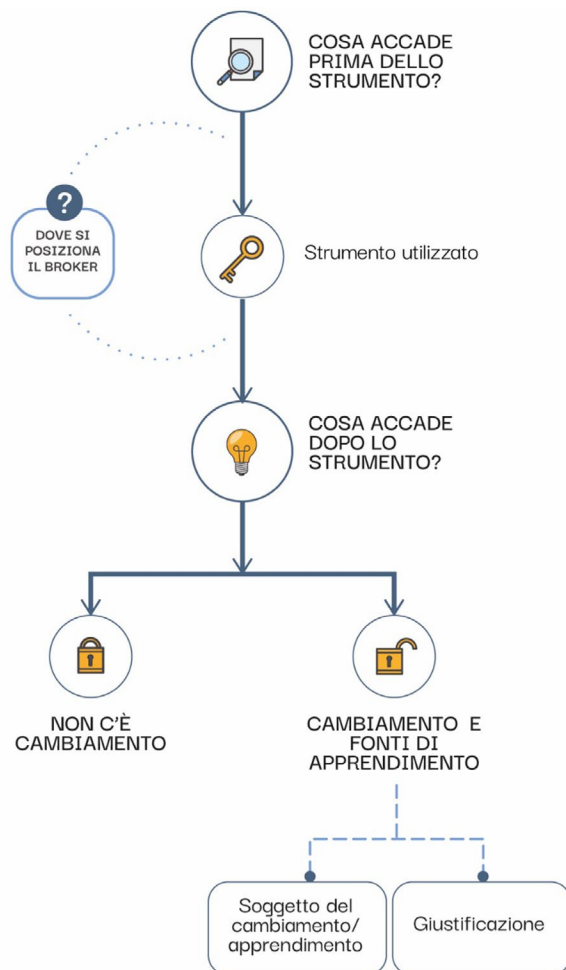 COSA ACCADE
PRIMA DELLO
STRUMENTO?
?
DOVE SI
POSIZIONA
IL BROKER
Strumento utilizzato
COSA ACCADE
DOPO LO
STRUMENTO?
NON C'È
CAMBIAMENTO
CAMBIAMENTO E
FONTI DI
APPRENDIMENTO
Soggetto del
cambiamento/
apprendimento
Giustificazione